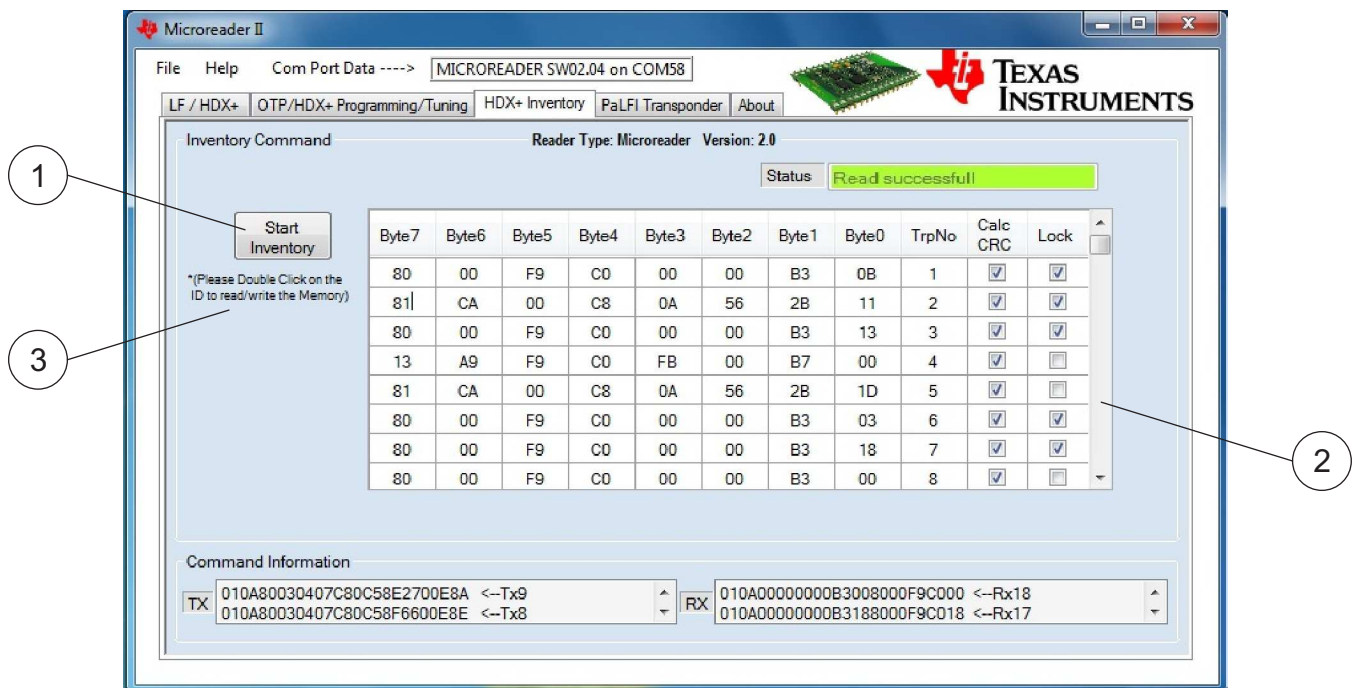 Microreader II
File Help Com Port Data ----> MICROREADER SW02.04 on COM58
TEXAS INSTRUMENTS
LF / HDX+ OTP/HDX+ Programming/Tuning HDX+ Inventory PaLFI Transponder About
Inventory Command Reader Type: Microreader Version: 2.0
1
Status Read successfull
Start
Inventory
*(Please Double Click on the
ID to read/write the Memory)
3
Byte7 Byte6 Byte5 Byte4 Byte3 Byte2 Byte1 Byte0 TrpNo Calc CRC Lock
80 00 F9 C0 00 00 B3 0B 1
81 CA 00 C8 0A 56 2B 11 2
80 00 F9 C0 00 00 B3 13 3
13 A9 F9 C0 FB 00 B7 00 4
81 CA 00 C8 0A 56 2B 1D 5
80 00 F9 C0 00 00 B3 03 6
80 00 F9 C0 00 00 B3 18 7
80 00 F9 C0 00 00 B3 00 8
2
Command Information
TX
010A80030407C80C58E2700E8A <--Tx9
010A80030407C80C58F6600E8E <--Tx8
RX
010A00000000B3008000F9C000 <--Rx18
010A00000000B3188000F9C018 <--Rx17